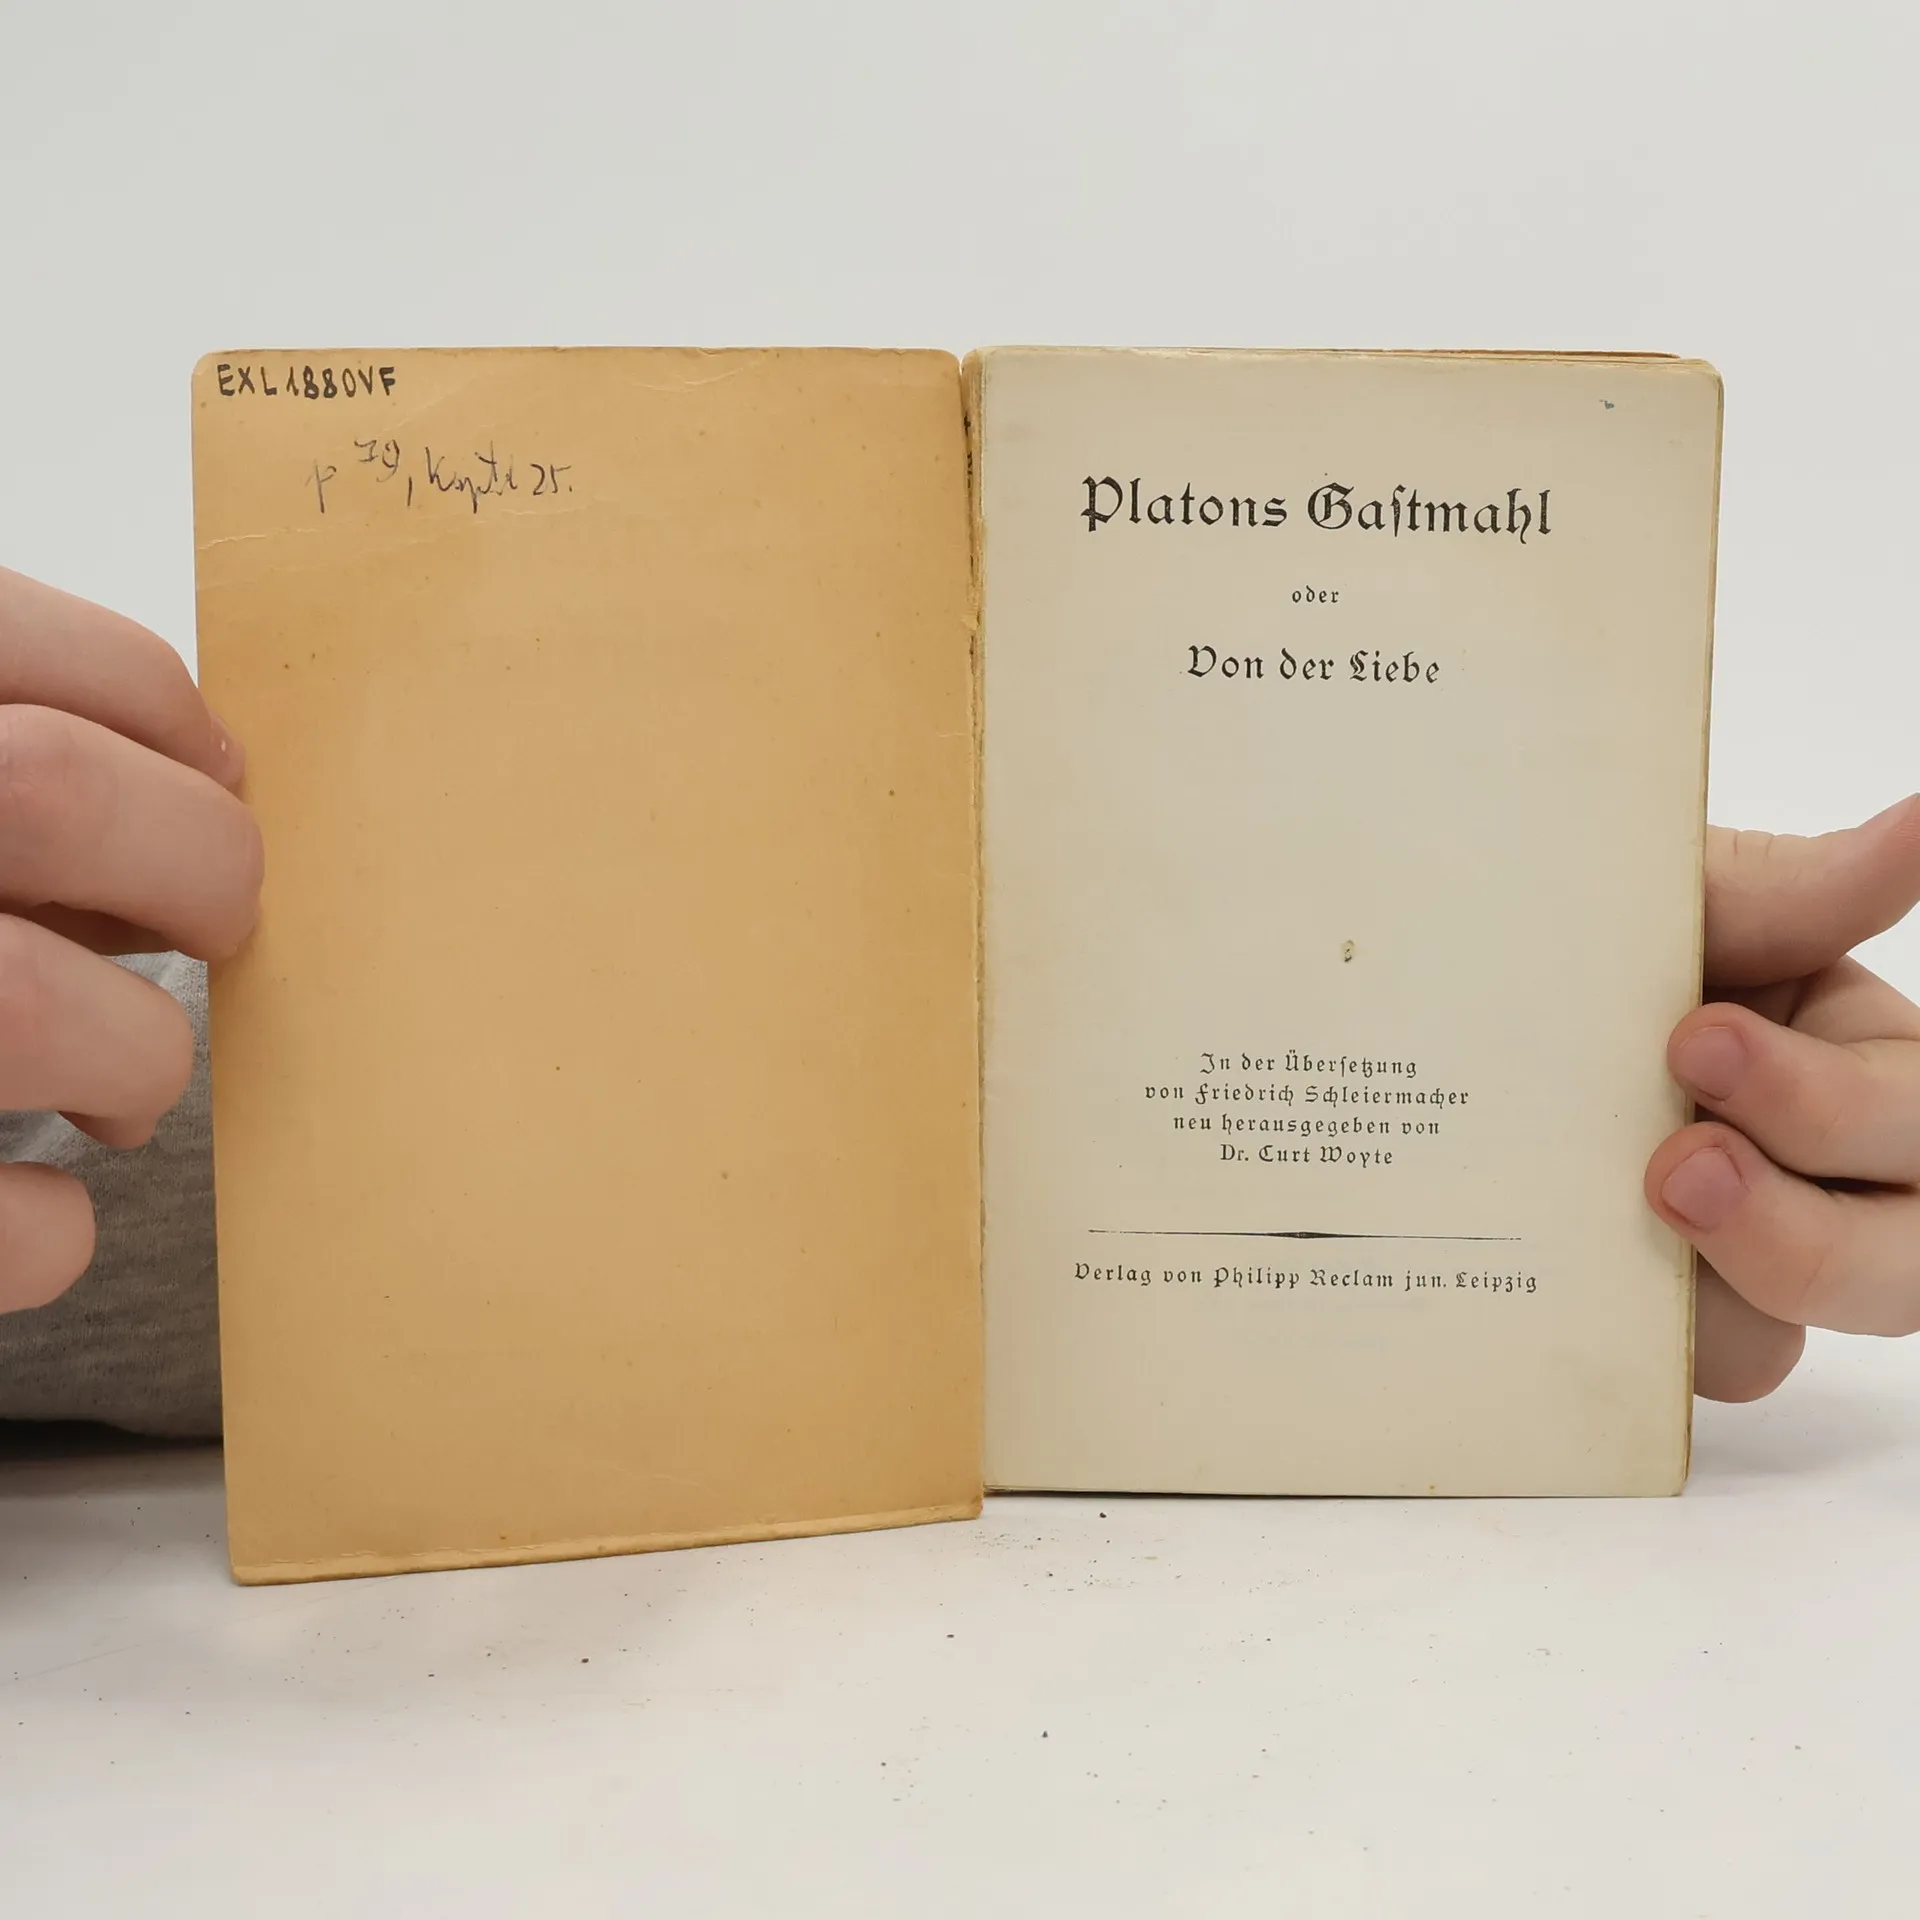 EXL1880VF
p 79, Kapitel 25.
Platons Gaſtmahl
oder
Von der Liebe
In der Überſetzung
von Friedrich Schleiermacher
neu herausgegeben von
Dr. Curt Woyte
Verlag von Philipp Reclam jun. Leipzig